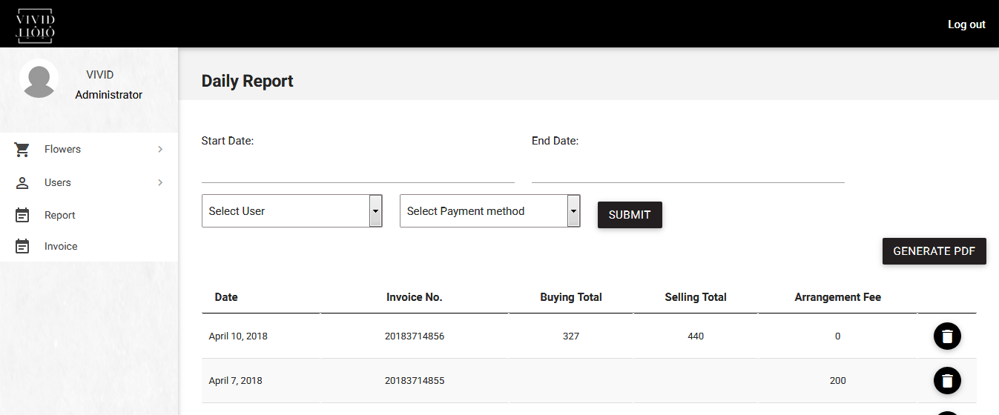 VIVID
Log out
VIVID
Administrator
Flowers
Users
Report
Invoice
Daily Report
Start Date: End Date:
Select User Select Payment method SUBMIT
GENERATE PDF
Date Invoice No. Buying Total Selling Total Arrangement Fee
April 10, 2018 20183714856 327 440 0
April 7, 2018 20183714855 200